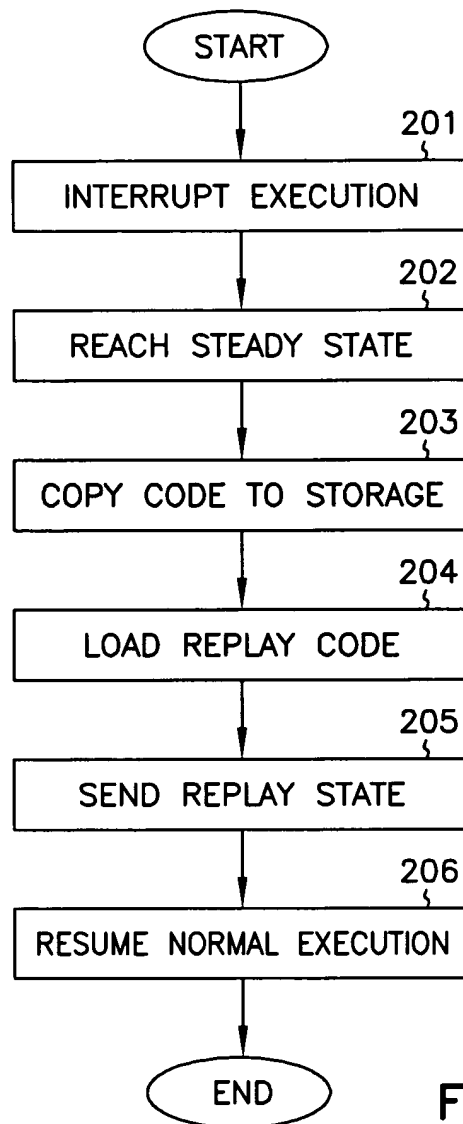 START
201
INTERRUPT EXECUTION
202
REACH STEADY STATE
203
COPY CODE TO STORAGE
204
LOAD REPLAY CODE
205
SEND REPLAY STATE
206
RESUME NORMAL EXECUTION
END
F